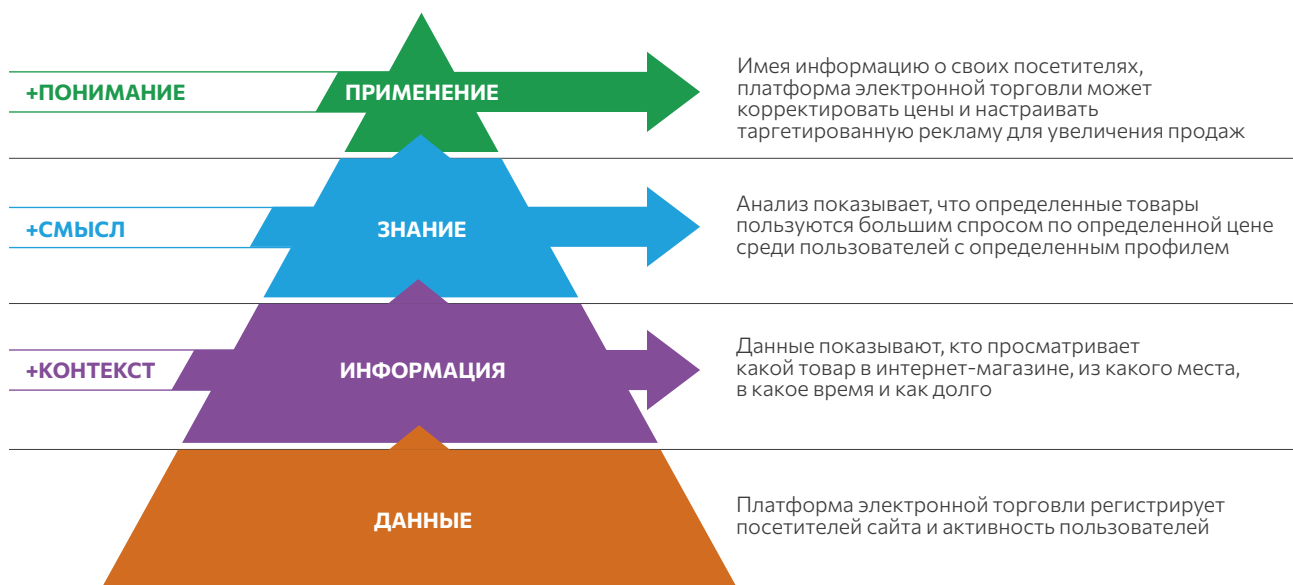 +ПОНИМАНИЕ
ПРИМЕНЕНИЕ
Имея информацию о своих посетителях,
платформа электронной торговли может
корректировать цены и настраивать
таргетированную рекламу для увеличения продаж
+СМЫСЛ
ЗНАНИЕ
Анализ показывает, что определенные товары
пользуются большим спросом по определенной цене
среди пользователей с определенным профилем
+КОНТЕКСТ
ИНФОРМАЦИЯ
Данные показывают, кто просматривает
какой товар в интернет-магазине, из какого места,
в какое время и как долго
ДАННЫЕ
Платформа электронной торговли регистрирует
посетителей сайта и активность пользователей